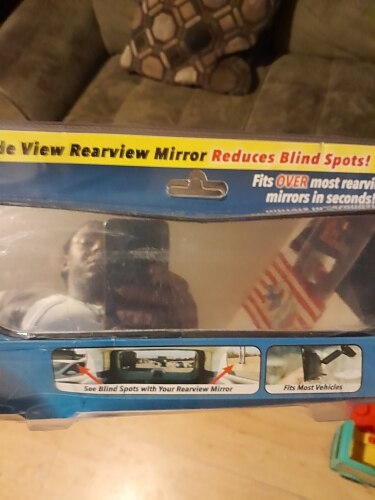 de View Rearview Mirror Reduces Blind Spots!
Fits OVER most rearvi
mirrors in seconds!
See Blind Spots with Your Rearview Mirror
Fits Most Vehicles